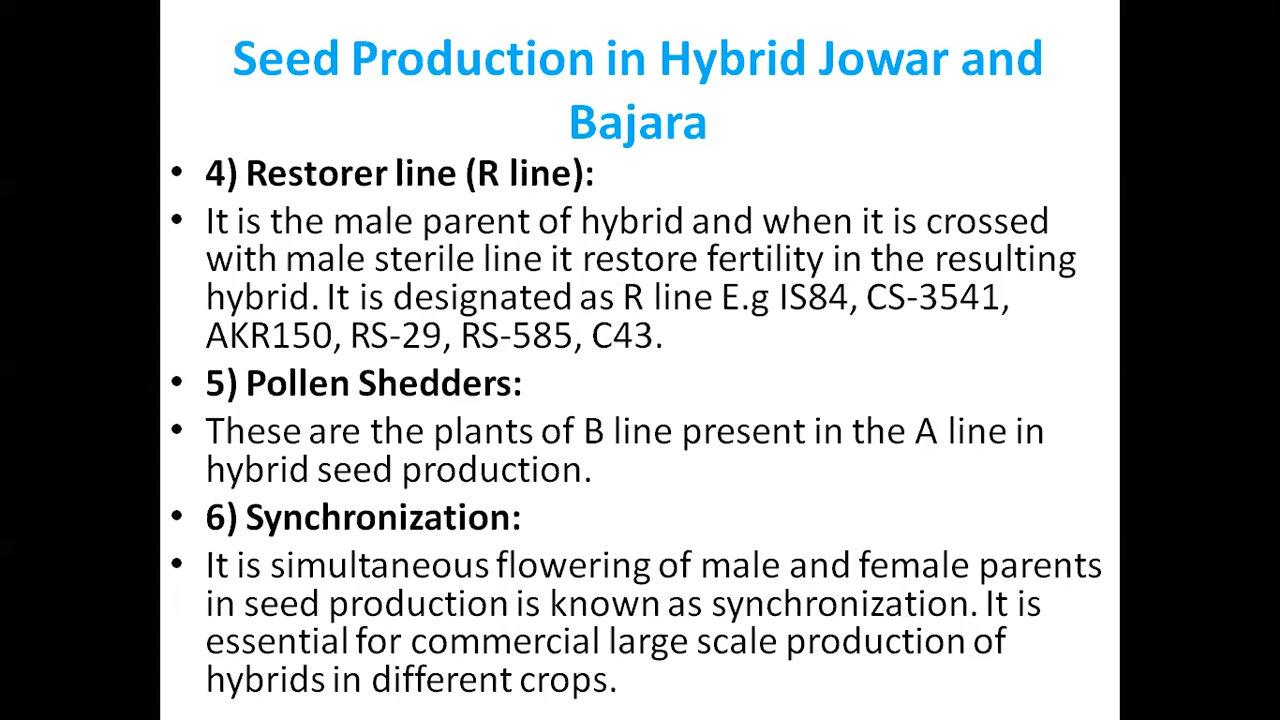 Seed Production in Hybrid Jowar and
Bajara
• 4) Restorer line (R line):
• It is the male parent of hybrid and when it is crossed
with male sterile line it restore fertility in the resulting
hybrid. It is designated as R line E.g IS84, CS-3541,
AKR150, RS-29, RS-585, C43.
• 5) Pollen Shedders:
• These are the plants of B line present in the A line in
hybrid seed production.
• 6) Synchronization:
• It is simultaneous flowering of male and female parents
in seed production is known as synchronization. It is
essential for commercial large scale production of
hybrids in different crops.